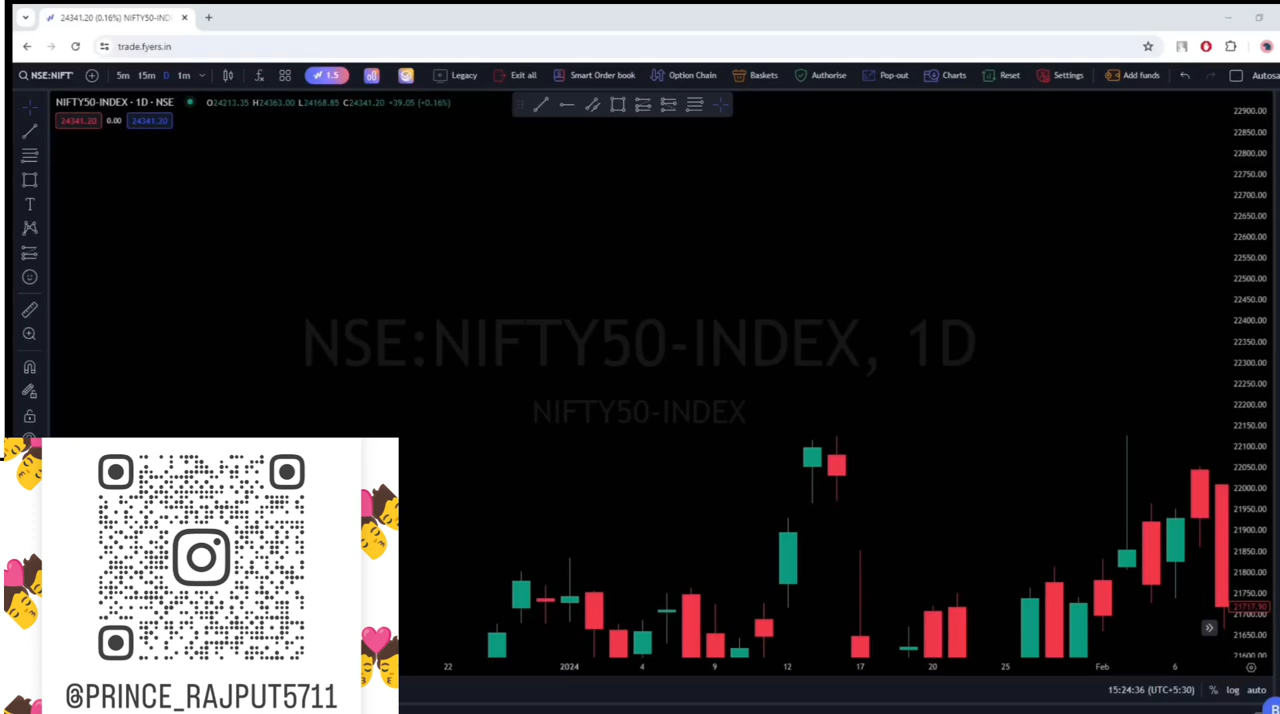 24341.20 (0.16%) NIFTY50-IND
trade.fyers.in
NSE:NIFT 5m 15m D 1m 1.5 Legacy Exit all Smart Order book Option Chain Baskets Authorise Pop-out Charts Reset Settings Add funds Autosa
NIFTY50-INDEX · 1D · NSE O24213.35 H24363.00 L24168.85 C24341.20 +39.05 (+0.16%)
24341.20 0.00 24341.20
22900.00
22850.00
22800.00
22750.00
22700.00
22650.00
22600.00
22550.00
22500.00
22450.00
22400.00
22350.00
22300.00
22250.00
22200.00
22150.00
22100.00
22050.00
22000.00
21950.00
21900.00
21850.00
21800.00
21750.00
21717.90
21700.00
21650.00
21600.00
NSE:NIFTY50-INDEX, 1D
NIFTY50-INDEX
22 2024 4 9 12 17 20 25 Feb 6
15:24:36 (UTC+5:30) % log auto
@PRINCE_RAJPUT5711